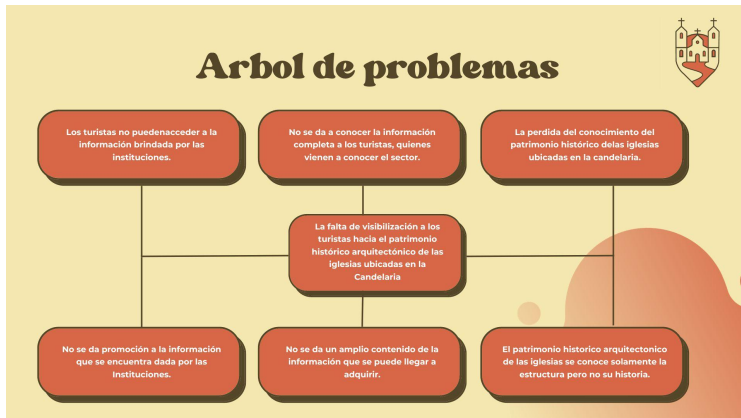 Arbol de problemas
Los turistas no puedenacceder a la
información brindada por las
instituciones.
No se da a conocer la información
completa a los turistas, quienes
vienen a conocer el sector.
La perdida del conocimiento del
patrimonio histórico delas iglesias
ubicadas en la candelaria.
La falta de visibilización a los
turistas hacia el patrimonio
histórico arquitectónico de las
iglesias ubicadas en la
Candelaria
No se da promoción a la información
que se encuentra dada por las
Instituciones.
No se da un amplio contenido de la
información que se puede llegar a
adquirir.
El patrimonio historico arquitectonico
de las iglesias se conoce solamente la
estructura pero no su historia.